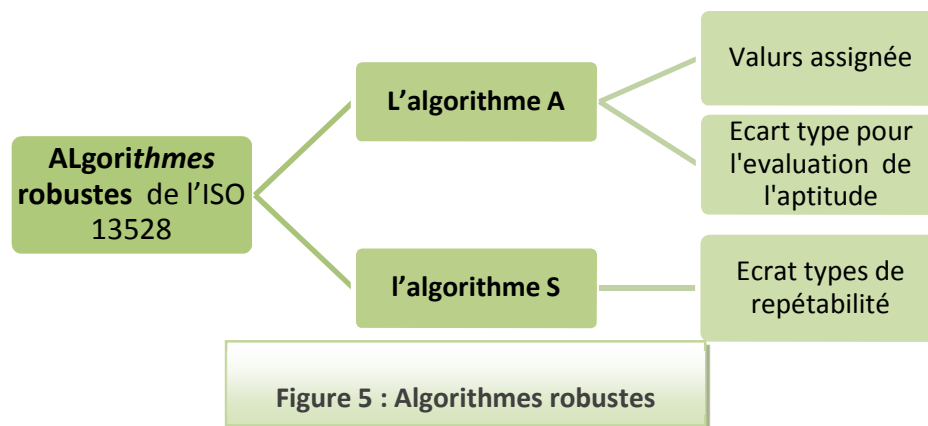 ALgorithmes
robustes de l’ISO
13528
L’algorithme A
Valurs assignée
Ecart type pour
l'evaluation de
l'aptitude
l’algorithme S
Ecrat types de
repétabilité
Figure 5 : Algorithmes robustes